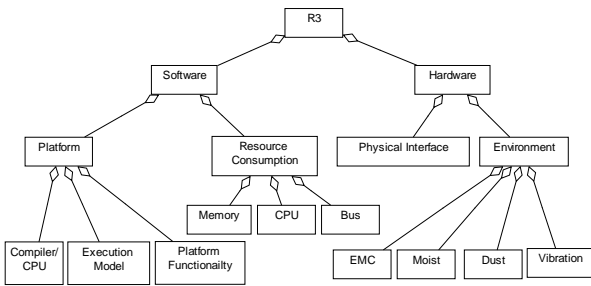 R3
Software
Hardware
Platform
Resource
Consumption
Physical Interface
Environment
Memory
CPU
Bus
Compiler/
CPU
Execution
Model
Platform
Functionailty
EMC
Moist
Dust
Vibration